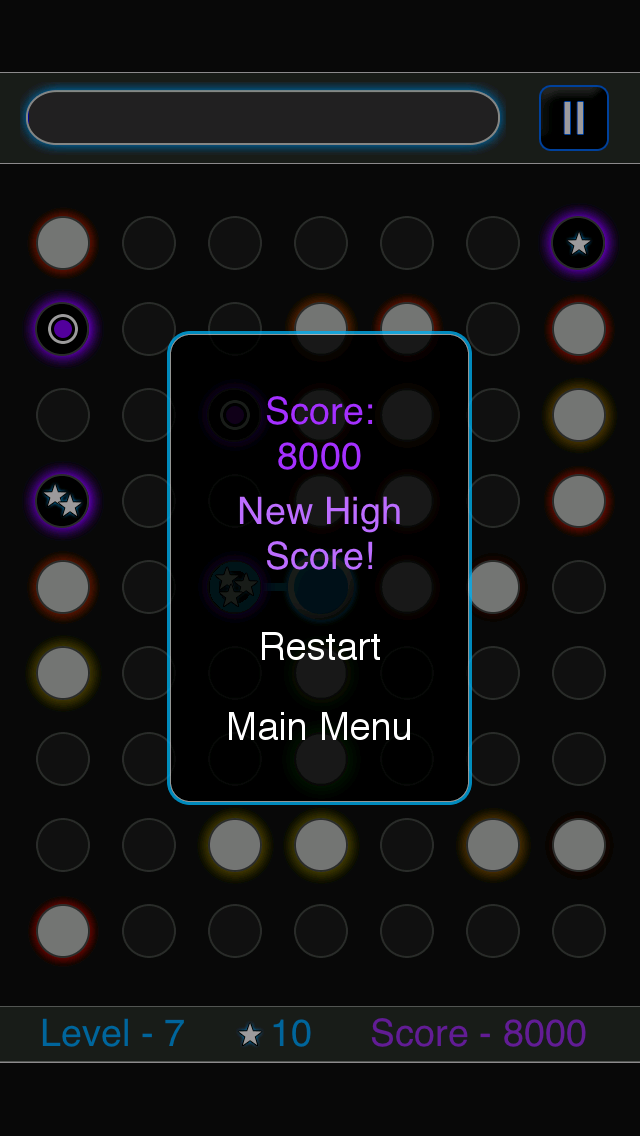 Score:
8000
New High
Score!
Restart
Main Menu
Level - 7
10
Score - 8000